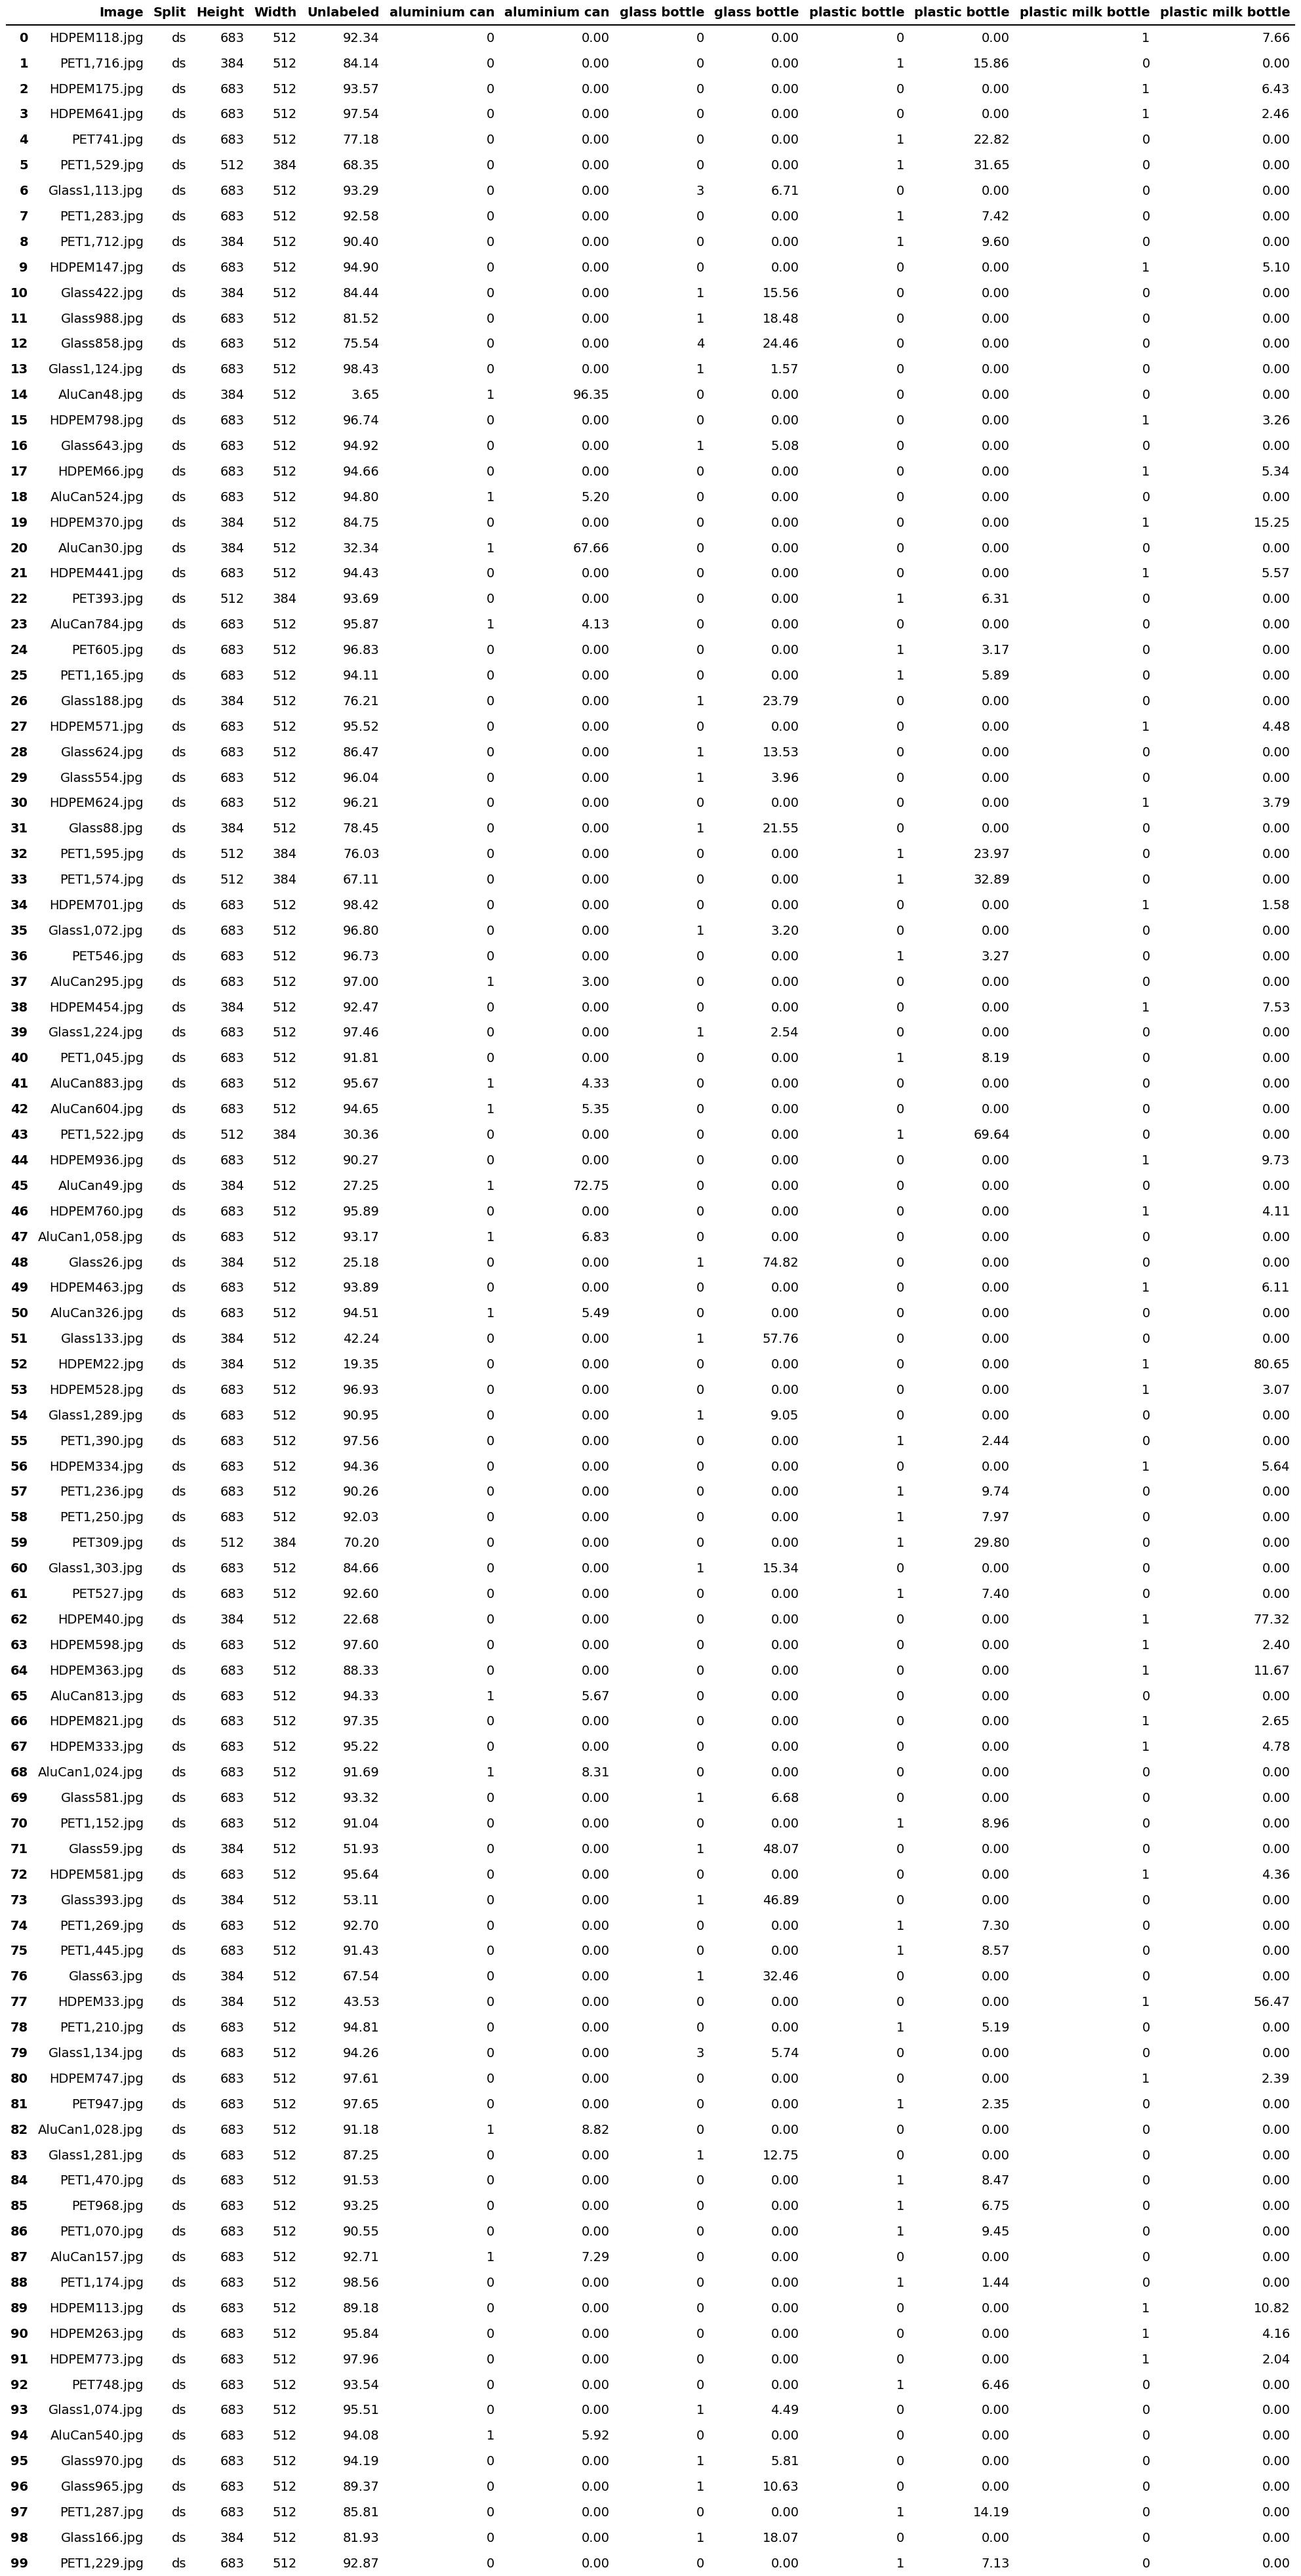 Image Split Height Width Unlabeled aluminium can aluminium can glass bottle glass bottle plastic bottle plastic bottle plastic milk bottle plastic milk bottle
0 HDPEM118.jpg ds 683 512 92.34 0 0.00 0 0.00 0 0.00 1 7.66
1 PET1,716.jpg ds 384 512 84.14 0 0.00 0 0.00 1 15.86 0 0.00
2 HDPEM175.jpg ds 683 512 93.57 0 0.00 0 0.00 0 0.00 1 6.43
3 HDPEM641.jpg ds 683 512 97.54 0 0.00 0 0.00 0 0.00 1 2.46
4 PET741.jpg ds 683 512 77.18 0 0.00 0 0.00 1 22.82 0 0.00
5 PET1,529.jpg ds 512 384 68.35 0 0.00 0 0.00 1 31.65 0 0.00
6 Glass1,113.jpg ds 683 512 93.29 0 0.00 3 6.71 0 0.00 0 0.00
7 PET1,283.jpg ds 683 512 92.58 0 0.00 0 0.00 1 7.42 0 0.00
8 PET1,712.jpg ds 384 512 90.40 0 0.00 0 0.00 1 9.60 0 0.00
9 HDPEM147.jpg ds 683 512 94.90 0 0.00 0 0.00 0 0.00 1 5.10
10 Glass422.jpg ds 384 512 84.44 0 0.00 1 15.56 0 0.00 0 0.00
11 Glass988.jpg ds 683 512 81.52 0 0.00 1 18.48 0 0.00 0 0.00
12 Glass858.jpg ds 683 512 75.54 0 0.00 4 24.46 0 0.00 0 0.00
13 Glass1,124.jpg ds 683 512 98.43 0 0.00 1 1.57 0 0.00 0 0.00
14 AluCan48.jpg ds 384 512 3.65 1 96.35 0 0.00 0 0.00 0 0.00
15 HDPEM798.jpg ds 683 512 96.74 0 0.00 0 0.00 0 0.00 1 3.26
16 Glass643.jpg ds 683 512 94.92 0 0.00 1 5.08 0 0.00 0 0.00
17 HDPEM66.jpg ds 683 512 94.66 0 0.00 0 0.00 0 0.00 1 5.34
18 AluCan524.jpg ds 683 512 94.80 1 5.20 0 0.00 0 0.00 0 0.00
19 HDPEM370.jpg ds 384 512 84.75 0 0.00 0 0.00 0 0.00 1 15.25
20 AluCan30.jpg ds 384 512 32.34 1 67.66 0 0.00 0 0.00 0 0.00
21 HDPEM441.jpg ds 683 512 94.43 0 0.00 0 0.00 0 0.00 1 5.57
22 PET393.jpg ds 512 384 93.69 0 0.00 0 0.00 1 6.31 0 0.00
23 AluCan784.jpg ds 683 512 95.87 1 4.13 0 0.00 0 0.00 0 0.00
24 PET605.jpg ds 683 512 96.83 0 0.00 0 0.00 1 3.17 0 0.00
25 PET1,165.jpg ds 683 512 94.11 0 0.00 0 0.00 1 5.89 0 0.00
26 Glass188.jpg ds 384 512 76.21 0 0.00 1 23.79 0 0.00 0 0.00
27 HDPEM571.jpg ds 683 512 95.52 0 0.00 0 0.00 0 0.00 1 4.48
28 Glass624.jpg ds 683 512 86.47 0 0.00 1 13.53 0 0.00 0 0.00
29 Glass554.jpg ds 683 512 96.04 0 0.00 1 3.96 0 0.00 0 0.00
30 HDPEM624.jpg ds 683 512 96.21 0 0.00 0 0.00 0 0.00 1 3.79
31 Glass88.jpg ds 384 512 78.45 0 0.00 1 21.55 0 0.00 0 0.00
32 PET1,595.jpg ds 512 384 76.03 0 0.00 0 0.00 1 23.97 0 0.00
33 PET1,574.jpg ds 512 384 67.11 0 0.00 0 0.00 1 32.89 0 0.00
34 HDPEM701.jpg ds 683 512 98.42 0 0.00 0 0.00 0 0.00 1 1.58
35 Glass1,072.jpg ds 683 512 96.80 0 0.00 1 3.20 0 0.00 0 0.00
36 PET546.jpg ds 683 512 96.73 0 0.00 0 0.00 1 3.27 0 0.00
37 AluCan295.jpg ds 683 512 97.00 1 3.00 0 0.00 0 0.00 0 0.00
38 HDPEM454.jpg ds 384 512 92.47 0 0.00 0 0.00 0 0.00 1 7.53
39 Glass1,224.jpg ds 683 512 97.46 0 0.00 1 2.54 0 0.00 0 0.00
40 PET1,045.jpg ds 683 512 91.81 0 0.00 0 0.00 1 8.19 0 0.00
41 AluCan883.jpg ds 683 512 95.67 1 4.33 0 0.00 0 0.00 0 0.00
42 AluCan604.jpg ds 683 512 94.65 1 5.35 0 0.00 0 0.00 0 0.00
43 PET1,522.jpg ds 512 384 30.36 0 0.00 0 0.00 1 69.64 0 0.00
44 HDPEM936.jpg ds 683 512 90.27 0 0.00 0 0.00 0 0.00 1 9.73
45 AluCan49.jpg ds 384 512 27.25 1 72.75 0 0.00 0 0.00 0 0.00
46 HDPEM760.jpg ds 683 512 95.89 0 0.00 0 0.00 0 0.00 1 4.11
47 AluCan1,058.jpg ds 683 512 93.17 1 6.83 0 0.00 0 0.00 0 0.00
48 Glass26.jpg ds 384 512 25.18 0 0.00 1 74.82 0 0.00 0 0.00
49 HDPEM463.jpg ds 683 512 93.89 0 0.00 0 0.00 0 0.00 1 6.11
50 AluCan326.jpg ds 683 512 94.51 1 5.49 0 0.00 0 0.00 0 0.00
51 Glass133.jpg ds 384 512 42.24 0 0.00 1 57.76 0 0.00 0 0.00
52 HDPEM22.jpg ds 384 512 19.35 0 0.00 0 0.00 0 0.00 1 80.65
53 HDPEM528.jpg ds 683 512 96.93 0 0.00 0 0.00 0 0.00 1 3.07
54 Glass1,289.jpg ds 683 512 90.95 0 0.00 1 9.05 0 0.00 0 0.00
55 PET1,390.jpg ds 683 512 97.56 0 0.00 0 0.00 1 2.44 0 0.00
56 HDPEM334.jpg ds 683 512 94.36 0 0.00 0 0.00 0 0.00 1 5.64
57 PET1,236.jpg ds 683 512 90.26 0 0.00 0 0.00 1 9.74 0 0.00
58 PET1,250.jpg ds 683 512 92.03 0 0.00 0 0.00 1 7.97 0 0.00
59 PET309.jpg ds 512 384 70.20 0 0.00 0 0.00 1 29.80 0 0.00
60 Glass1,303.jpg ds 683 512 84.66 0 0.00 1 15.34 0 0.00 0 0.00
61 PET527.jpg ds 683 512 92.60 0 0.00 0 0.00 1 7.40 0 0.00
62 HDPEM40.jpg ds 384 512 22.68 0 0.00 0 0.00 0 0.00 1 77.32
63 HDPEM598.jpg ds 683 512 97.60 0 0.00 0 0.00 0 0.00 1 2.40
64 HDPEM363.jpg ds 683 512 88.33 0 0.00 0 0.00 0 0.00 1 11.67
65 AluCan813.jpg ds 683 512 94.33 1 5.67 0 0.00 0 0.00 0 0.00
66 HDPEM821.jpg ds 683 512 97.35 0 0.00 0 0.00 0 0.00 1 2.65
67 HDPEM333.jpg ds 683 512 95.22 0 0.00 0 0.00 0 0.00 1 4.78
68 AluCan1,024.jpg ds 683 512 91.69 1 8.31 0 0.00 0 0.00 0 0.00
69 Glass581.jpg ds 683 512 93.32 0 0.00 1 6.68 0 0.00 0 0.00
70 PET1,152.jpg ds 683 512 91.04 0 0.00 0 0.00 1 8.96 0 0.00
71 Glass59.jpg ds 384 512 51.93 0 0.00 1 48.07 0 0.00 0 0.00
72 HDPEM581.jpg ds 683 512 95.64 0 0.00 0 0.00 0 0.00 1 4.36
73 Glass393.jpg ds 384 512 53.11 0 0.00 1 46.89 0 0.00 0 0.00
74 PET1,269.jpg ds 683 512 92.70 0 0.00 0 0.00 1 7.30 0 0.00
75 PET1,445.jpg ds 683 512 91.43 0 0.00 0 0.00 1 8.57 0 0.00
76 Glass63.jpg ds 384 512 67.54 0 0.00 1 32.46 0 0.00 0 0.00
77 HDPEM33.jpg ds 384 512 43.53 0 0.00 0 0.00 0 0.00 1 56.47
78 PET1,210.jpg ds 683 512 94.81 0 0.00 0 0.00 1 5.19 0 0.00
79 Glass1,134.jpg ds 683 512 94.26 0 0.00 3 5.74 0 0.00 0 0.00
80 HDPEM747.jpg ds 683 512 97.61 0 0.00 0 0.00 0 0.00 1 2.39
81 PET947.jpg ds 683 512 97.65 0 0.00 0 0.00 1 2.35 0 0.00
82 AluCan1,028.jpg ds 683 512 91.18 1 8.82 0 0.00 0 0.00 0 0.00
83 Glass1,281.jpg ds 683 512 87.25 0 0.00 1 12.75 0 0.00 0 0.00
84 PET1,470.jpg ds 683 512 91.53 0 0.00 0 0.00 1 8.47 0 0.00
85 PET968.jpg ds 683 512 93.25 0 0.00 0 0.00 1 6.75 0 0.00
86 PET1,070.jpg ds 683 512 90.55 0 0.00 0 0.00 1 9.45 0 0.00
87 AluCan157.jpg ds 683 512 92.71 1 7.29 0 0.00 0 0.00 0 0.00
88 PET1,174.jpg ds 683 512 98.56 0 0.00 0 0.00 1 1.44 0 0.00
89 HDPEM113.jpg ds 683 512 89.18 0 0.00 0 0.00 0 0.00 1 10.82
90 HDPEM263.jpg ds 683 512 95.84 0 0.00 0 0.00 0 0.00 1 4.16
91 HDPEM773.jpg ds 683 512 97.96 0 0.00 0 0.00 0 0.00 1 2.04
92 PET748.jpg ds 683 512 93.54 0 0.00 0 0.00 1 6.46 0 0.00
93 Glass1,074.jpg ds 683 512 95.51 0 0.00 1 4.49 0 0.00 0 0.00
94 AluCan540.jpg ds 683 512 94.08 1 5.92 0 0.00 0 0.00 0 0.00
95 Glass970.jpg ds 683 512 94.19 0 0.00 1 5.81 0 0.00 0 0.00
96 Glass965.jpg ds 683 512 89.37 0 0.00 1 10.63 0 0.00 0 0.00
97 PET1,287.jpg ds 683 512 85.81 0 0.00 0 0.00 1 14.19 0 0.00
98 Glass166.jpg ds 384 512 81.93 0 0.00 1 18.07 0 0.00 0 0.00
99 PET1,229.jpg ds 683 512 92.87 0 0.00 0 0.00 1 7.13 0 0.00